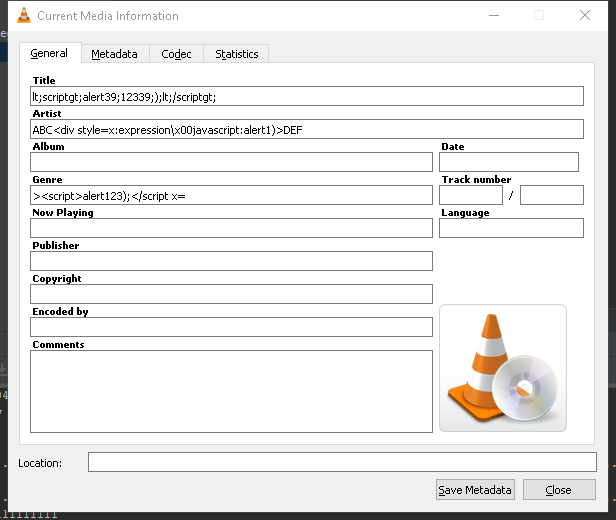 Current Media Information
General Metadata Codec Statistics
Title
lt;scriptgt;alert39;12339;);lt;/scriptgt;
Artist
ABC<div style=x:expression\x00javascript:alert1)>DEF
Album Date
Genre Track number
><script>alert123);</script x= /
Now Playing Language
Publisher
Copyright
Encoded by
Comments
Location:
Save Metadata Close